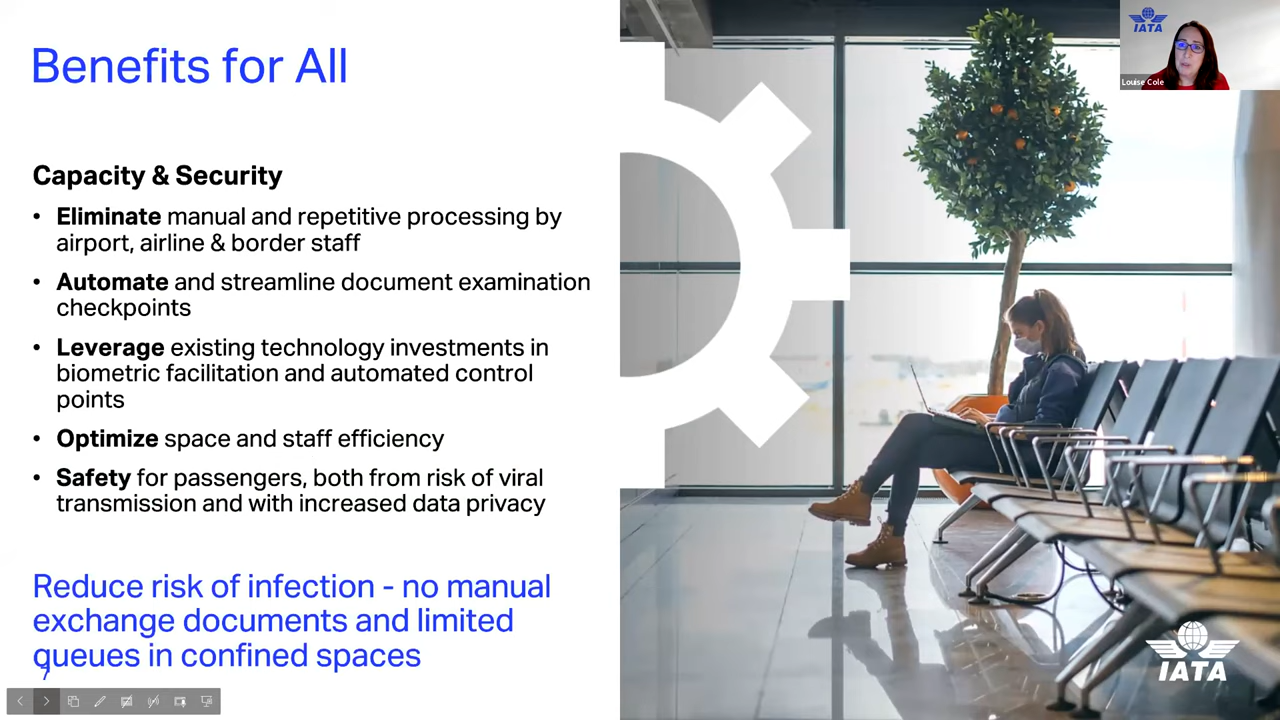 Benefits for All
IATA
Louise Cole
Capacity & Security
• Eliminate manual and repetitive processing by
airport, airline & border staff
• Automate and streamline document examination
checkpoints
• Leverage existing technology investments in
biometric facilitation and automated control
points
• Optimize space and staff efficiency
• Safety for passengers, both from risk of viral
transmission and with increased data privacy
Reduce risk of infection - no manual
exchange documents and limited
queues in confined spaces
7
IATA